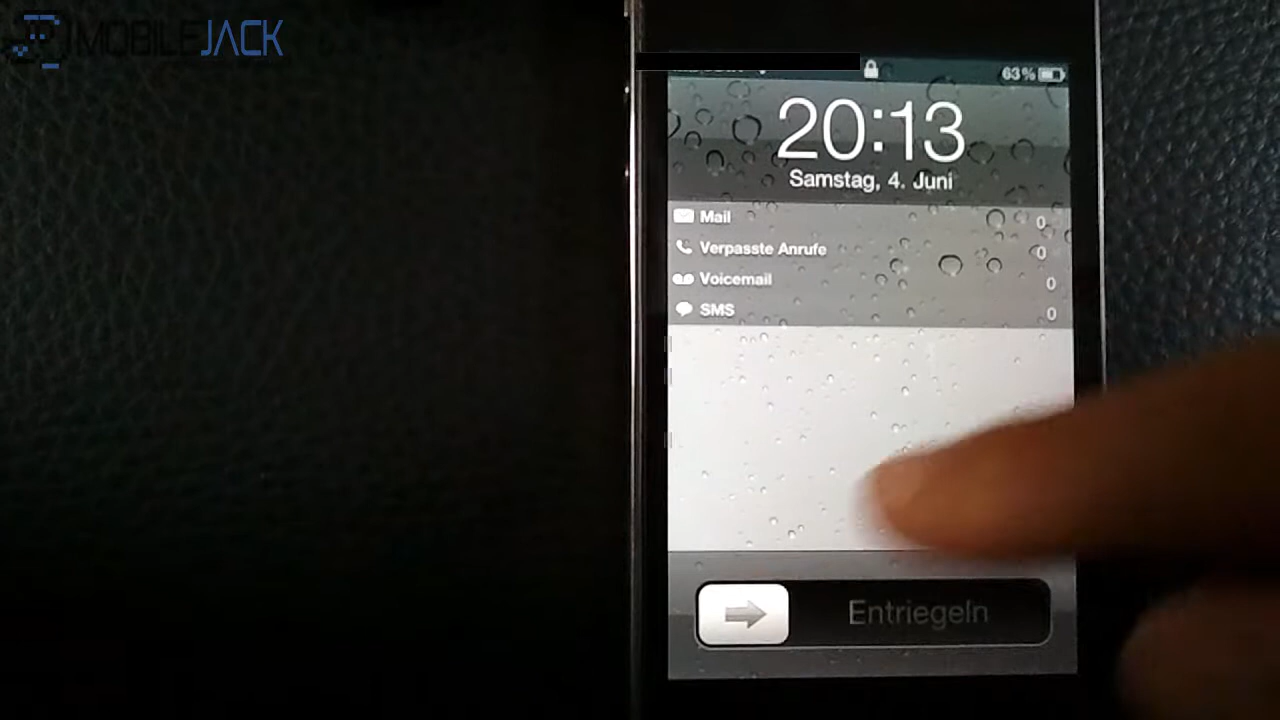 MOBILEJACK
63%
20:13
Samstag, 4. Juni
Mail 0
Verpasste Anrufe 0
Voicemail 0
SMS 0
Entriegeln